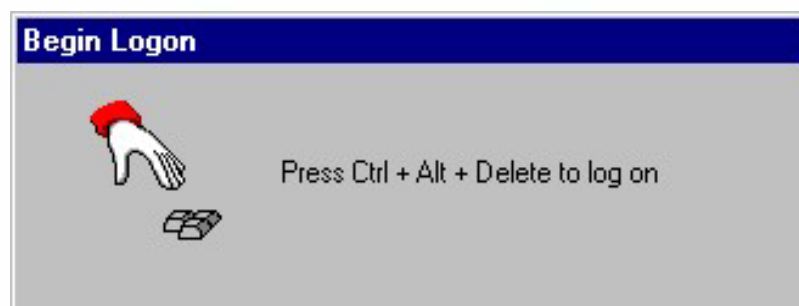 Begin Logon
Press Ctrl + Alt + Delete to log on